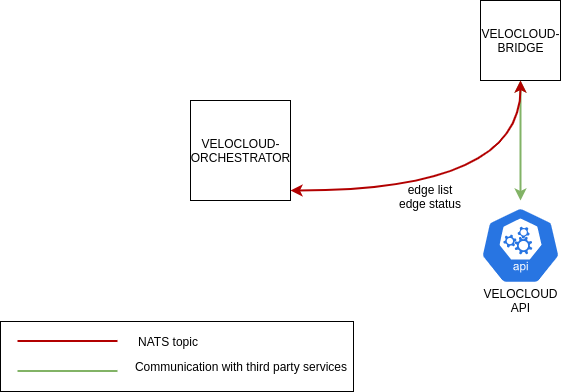 VELOCLOUD-
BRIDGE
VELOCLOUD-
ORCHESTRATOR
edge list
edge status
api
VELOCLOUD
API
NATS topic
Communication with third party services